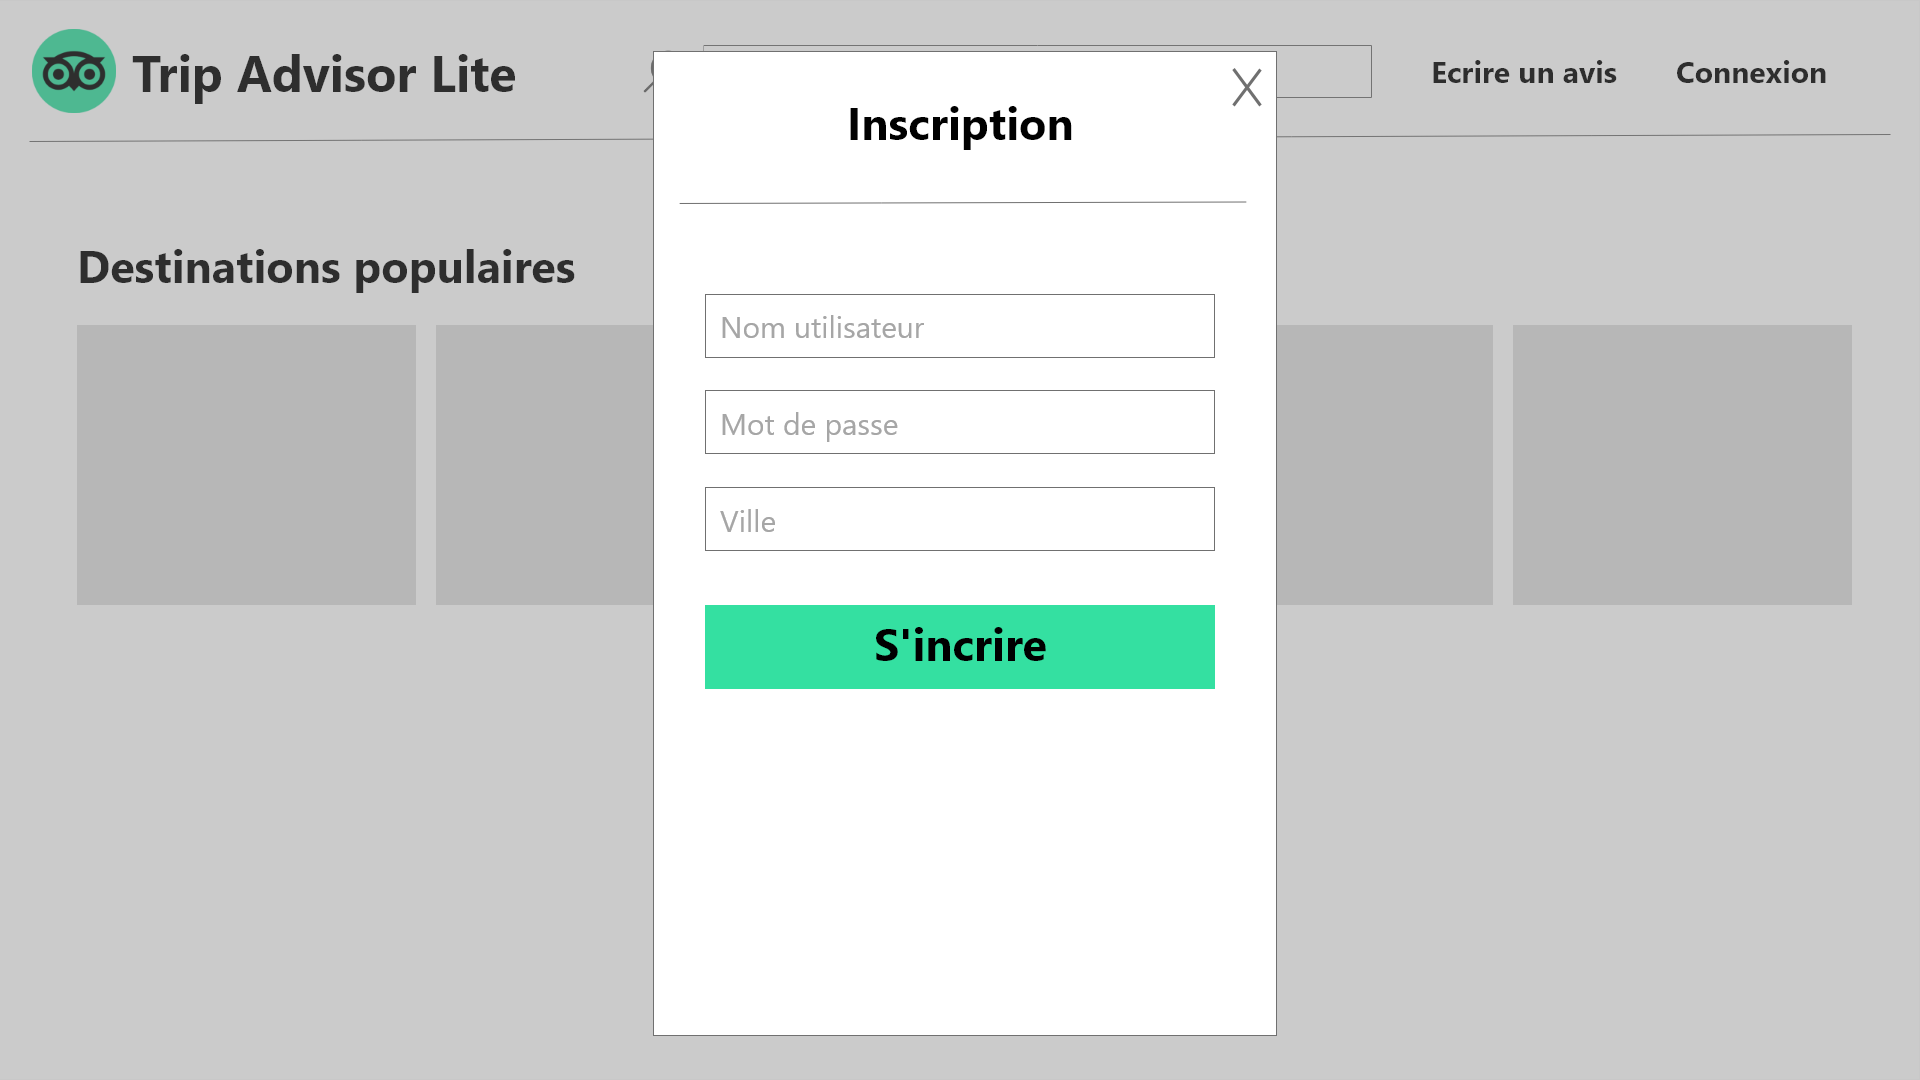 Trip Advisor Lite
Ecrire un avis
Connexion
X
Inscription
Destinations populaires
Nom utilisateur
Mot de passe
Ville
S'incrire